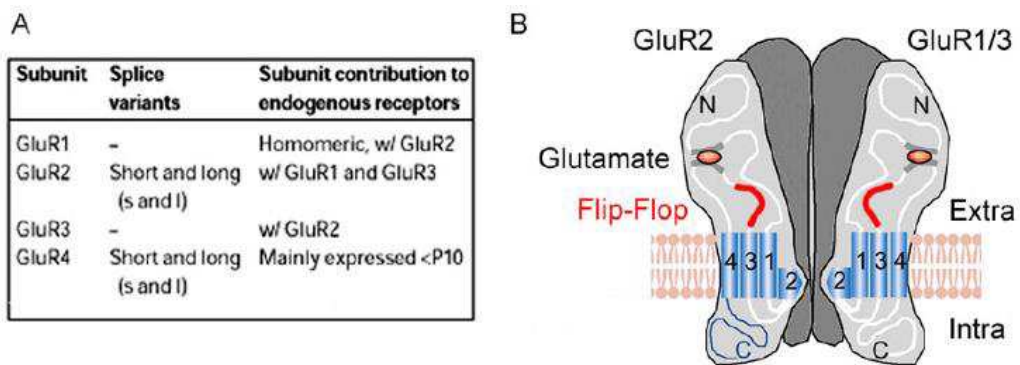 A
Subunit Splice variants Subunit contribution to endogenous receptors
GluR1 – Homomeric, w/ GluR2
GluR2 Short and long (s and l) w/ GluR1 and GluR3
GluR3 – w/ GluR2
GluR4 Short and long (s and l) Mainly expressed <P10
B
GluR2 GluR1/3
N N
Glutamate
Flip-Flop Extra
4 3 1 2 2 1 3 4
Intra
C C